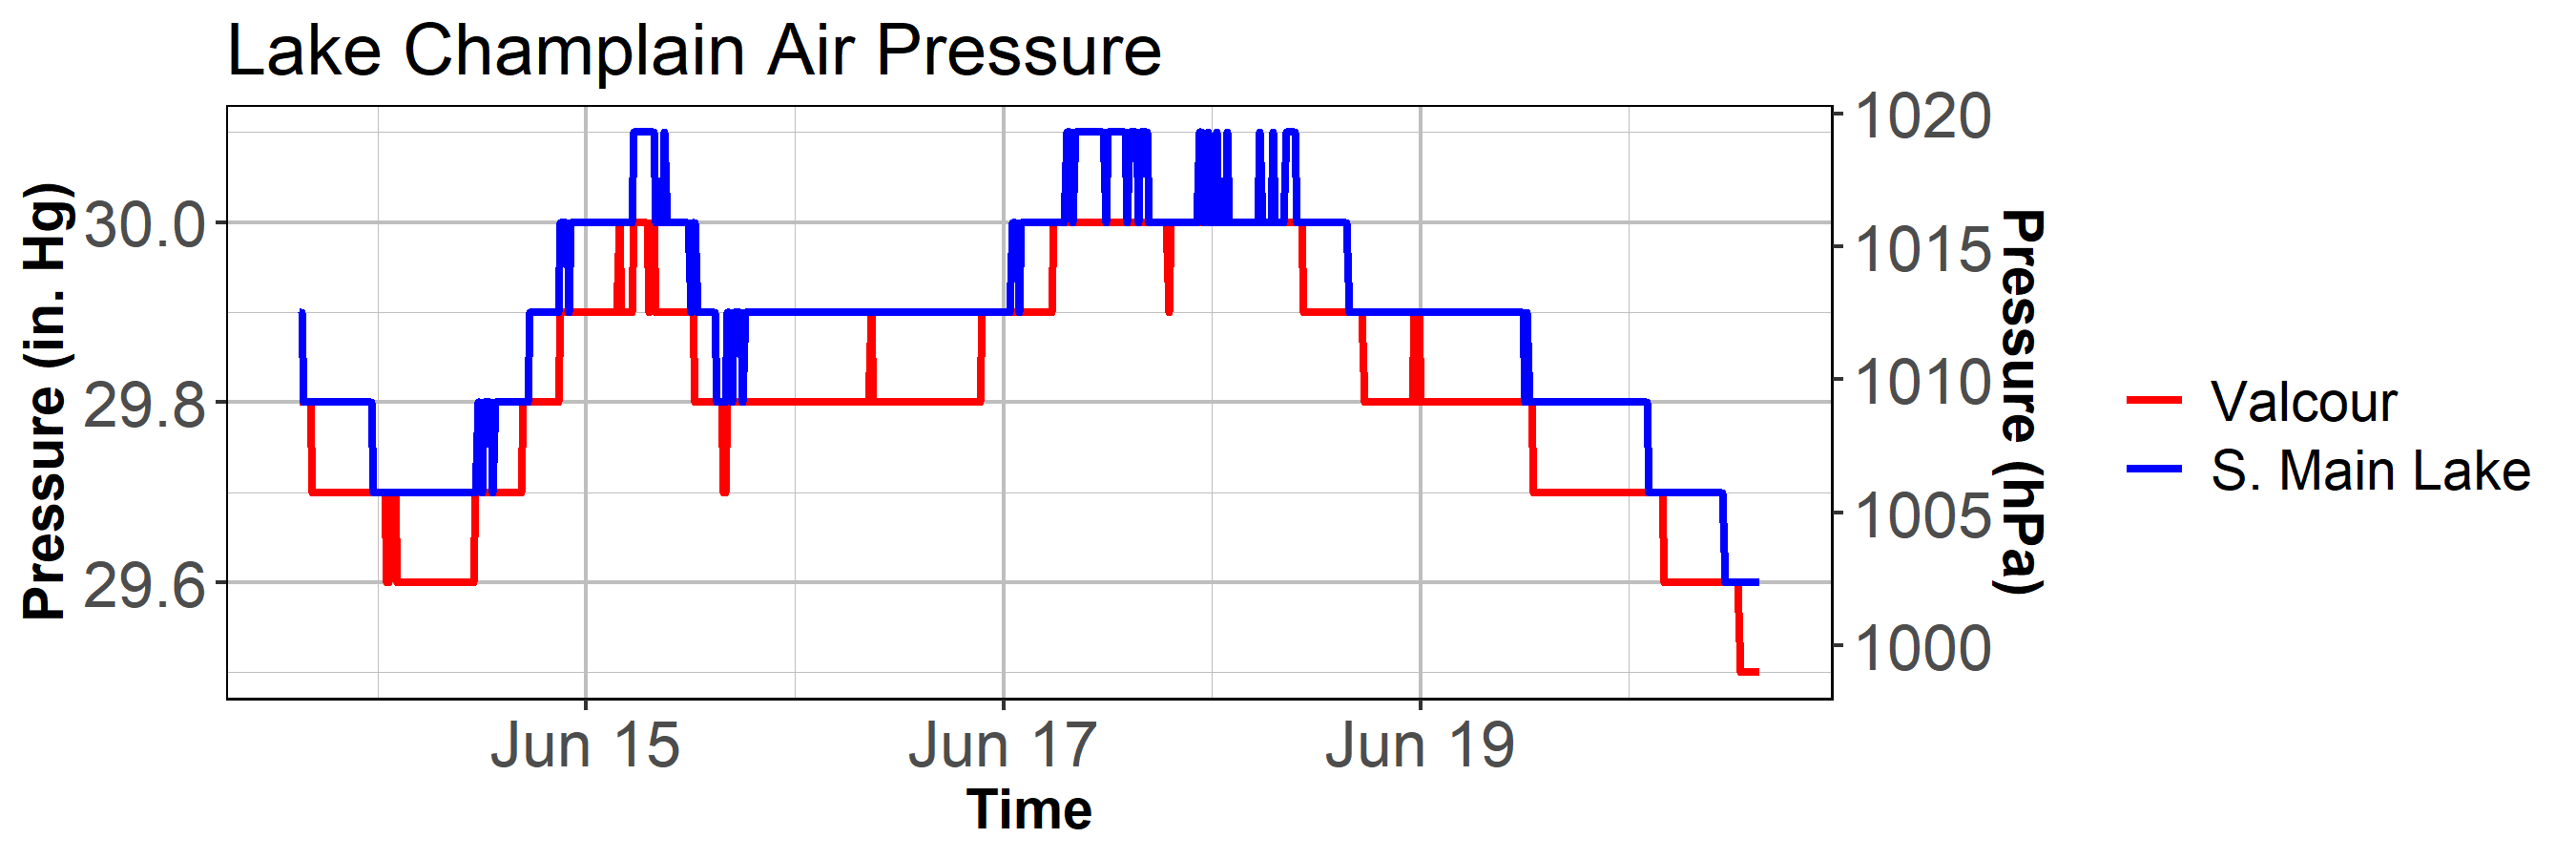 Lake Champlain Air Pressure
Pressure (in. Hg)
30.0
29.8
29.6
1020
1015
1010
1005
1000
Pressure (hPa)
Jun 15
Jun 17
Jun 19
Time
Valcour
S. Main Lake